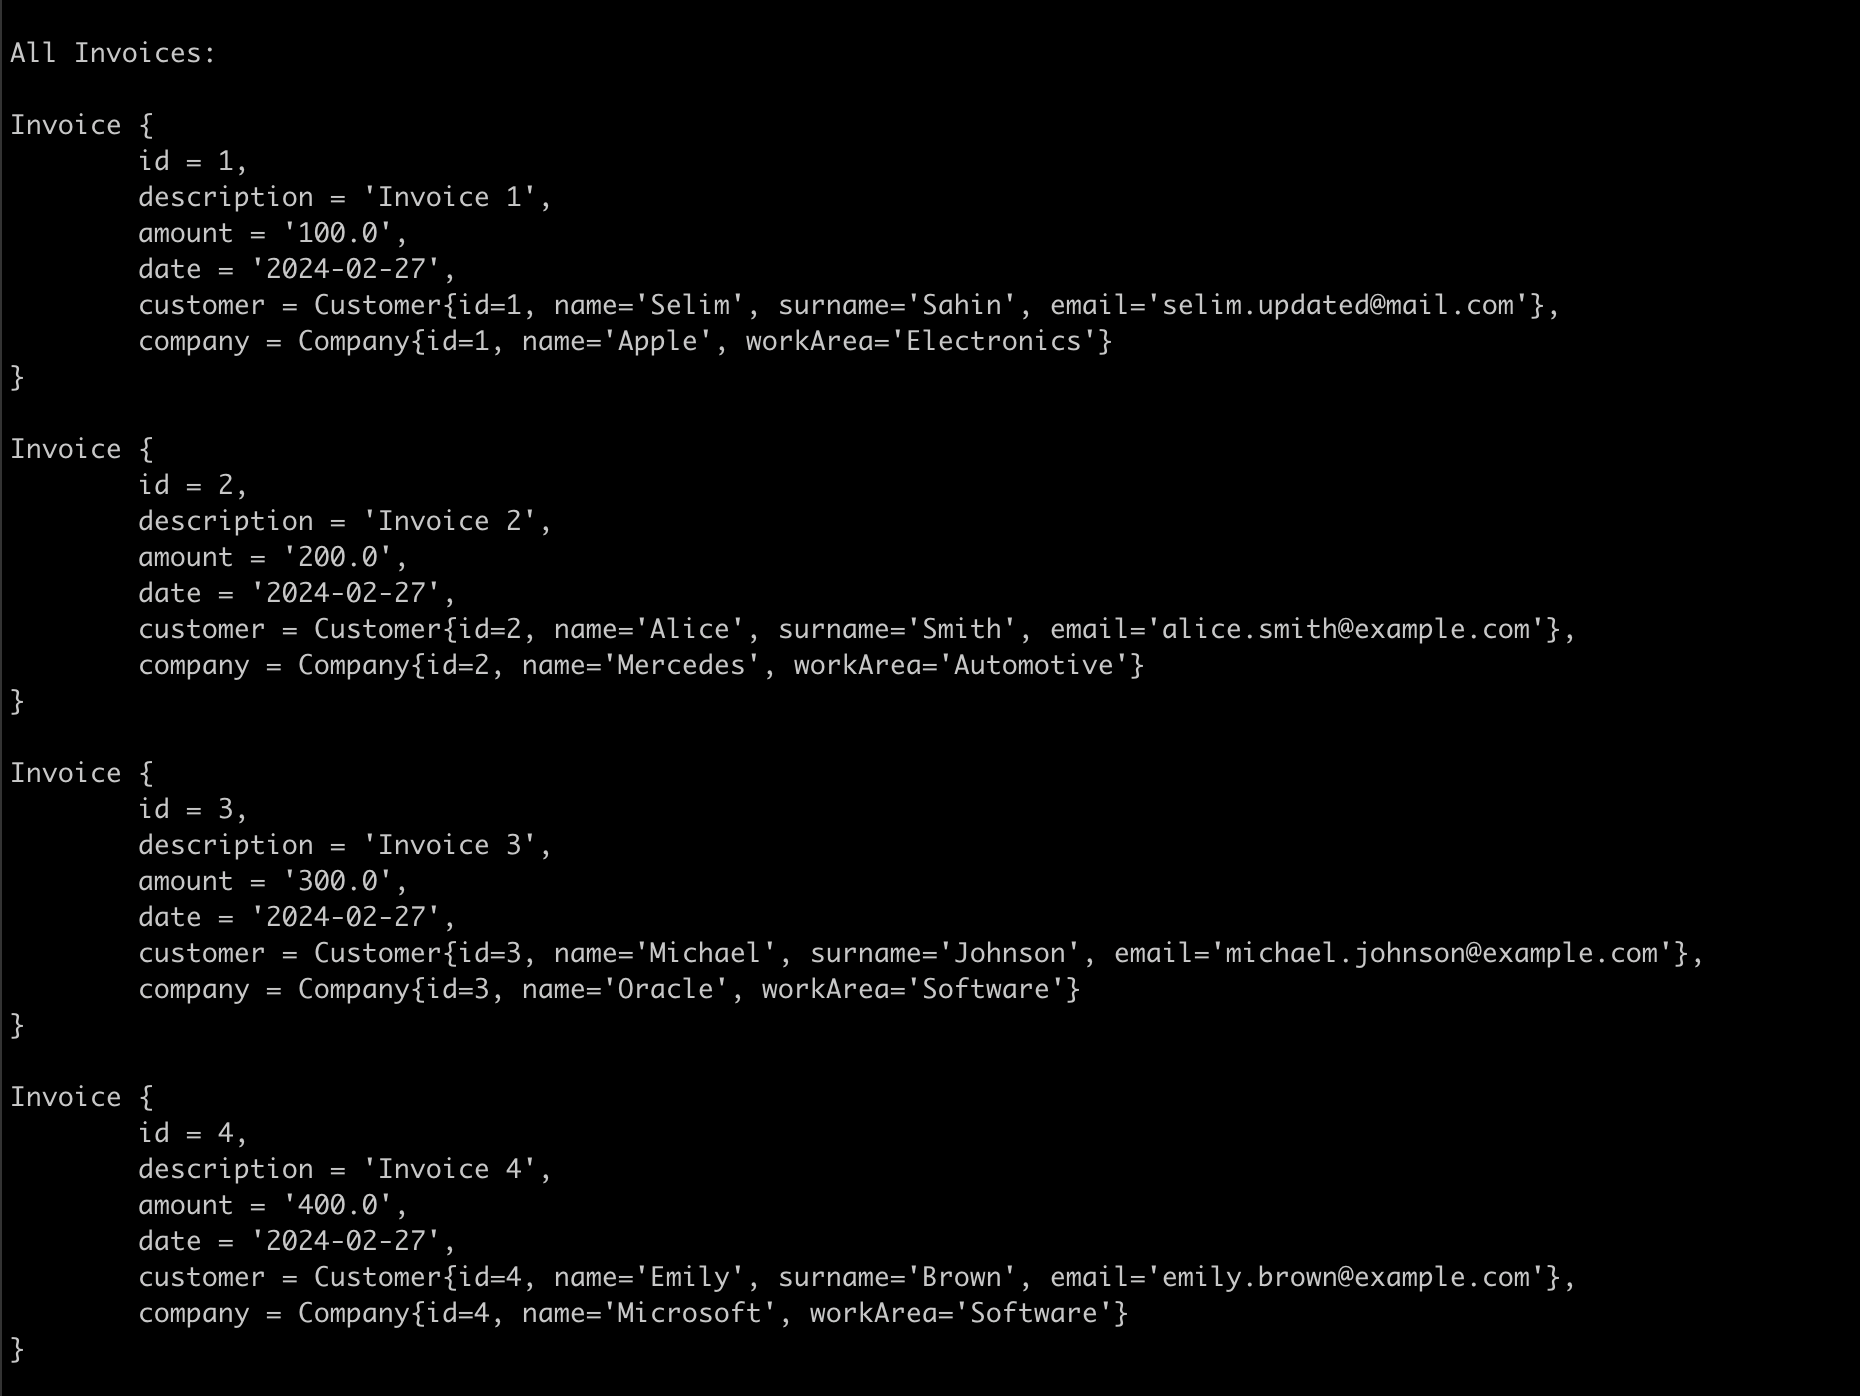 All Invoices:
Invoice {
id = 1,
description = 'Invoice 1',
amount = '100.0',
date = '2024-02-27',
customer = Customer{id=1, name='Selim', surname='Sahin', email='selim.updated@mail.com'},
company = Company{id=1, name='Apple', workArea='Electronics'}
}
Invoice {
id = 2,
description = 'Invoice 2',
amount = '200.0',
date = '2024-02-27',
customer = Customer{id=2, name='Alice', surname='Smith', email='alice.smith@example.com'},
company = Company{id=2, name='Mercedes', workArea='Automotive'}
}
Invoice {
id = 3,
description = 'Invoice 3',
amount = '300.0',
date = '2024-02-27',
customer = Customer{id=3, name='Michael', surname='Johnson', email='michael.johnson@example.com'},
company = Company{id=3, name='Oracle', workArea='Software'}
}
Invoice {
id = 4,
description = 'Invoice 4',
amount = '400.0',
date = '2024-02-27',
customer = Customer{id=4, name='Emily', surname='Brown', email='emily.brown@example.com'},
company = Company{id=4, name='Microsoft', workArea='Software'}
}